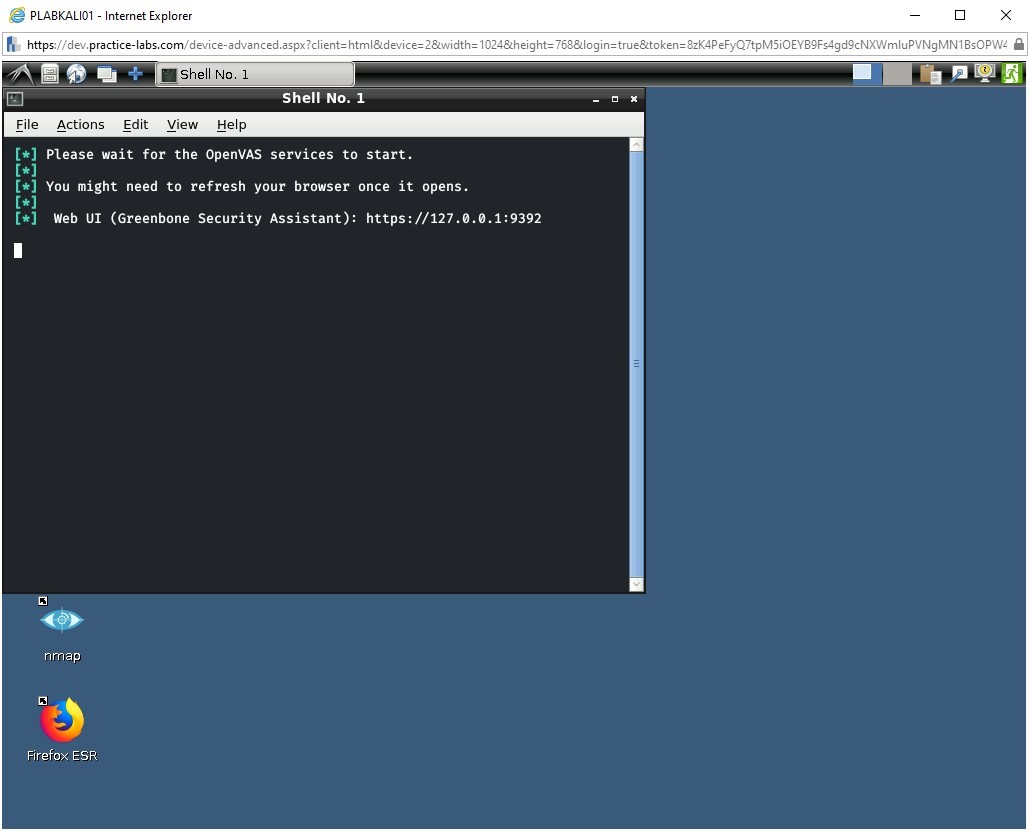 PLABKALI01 - Internet Explorer
https://dev.practice-labs.com/device-advanced.aspx?client=html&device=2&width=1024&height=768&login=true&token=8zK4PeFyQ7tpM5iOEYB9Fs4gd9cNXWmIuPVNgMN1BsOPW4
Shell No. 1
Shell No. 1
File Actions Edit View Help
[*] Please wait for the OpenVAS services to start.
[*]
[*] You might need to refresh your browser once it opens.
[*]
[*] Web UI (Greenbone Security Assistant): https://127.0.0.1:9392
nmap
Firefox ESR